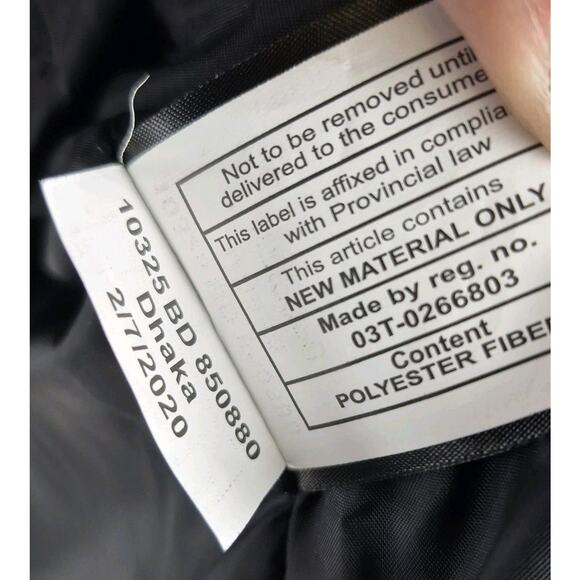 10325 BD 850880
Dhaka
2/7/2020
Not to be removed until
delivered to the consume
This label is affixed in complia
with Provincial law
This article contains
NEW MATERIAL ONLY
Made by reg. no.
03T-0266803
Content
POLYESTER FIBE